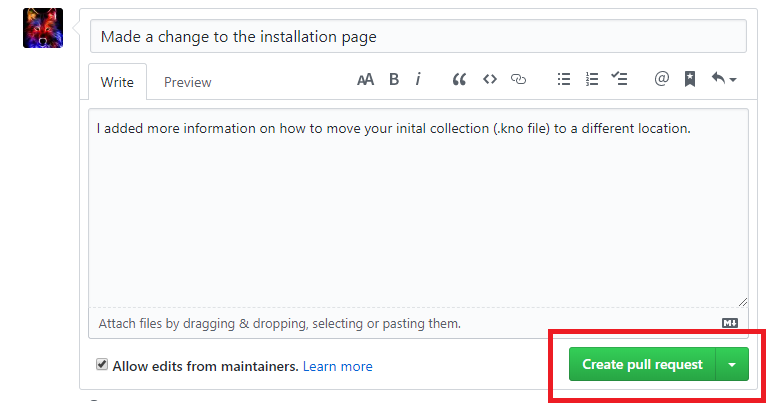 Made a change to the installation page
Write Preview AA B i @
I added more information on how to move your inital collection (.kno file) to a different location.
Attach files by dragging & dropping, selecting or pasting them. M
Allow edits from maintainers. Learn more Create pull request